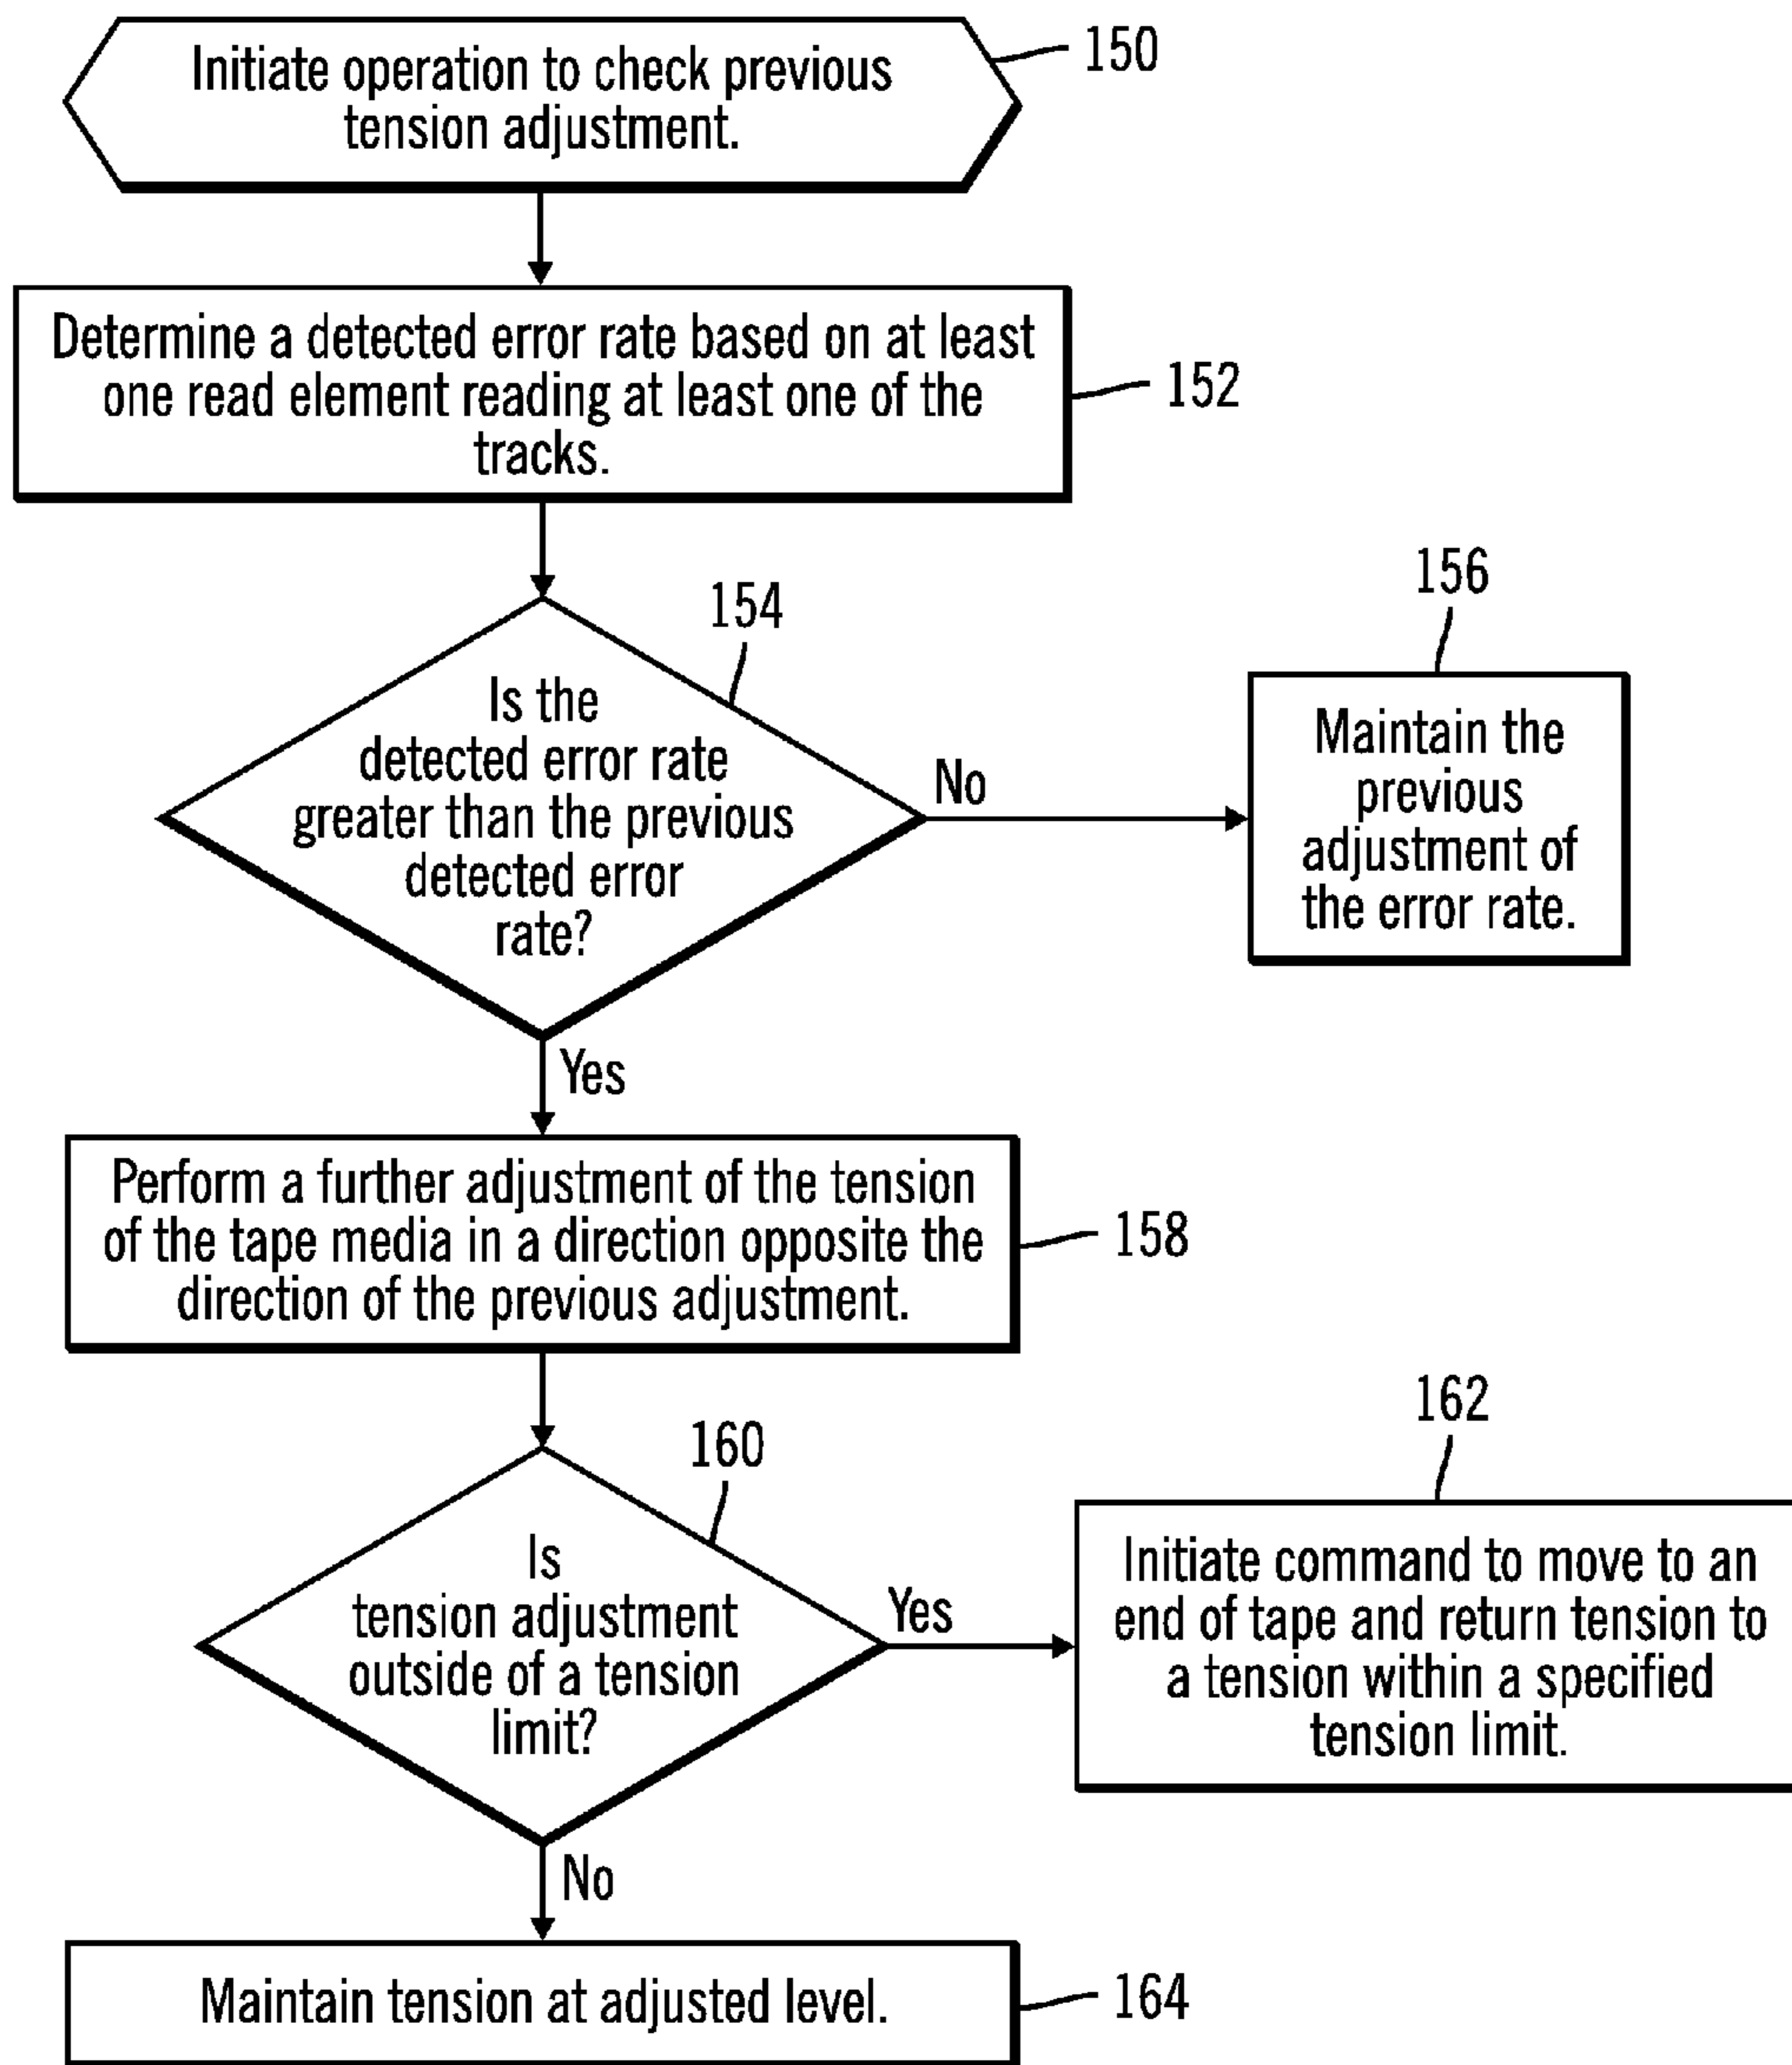 Initiate operation to check previous
tension adjustment.
150
Determine a detected error rate based on at least
one read element reading at least one of the
tracks.
152
154
Is the
detected error rate
greater than the previous
detected error
rate?
No
156
Maintain the
previous
adjustment of
the error rate.
Yes
Perform a further adjustment of the tension
of the tape media in a direction opposite the
direction of the previous adjustment.
158
160
Is
tension adjustment
outside of a tension
limit?
Yes
162
Initiate command to move to an
end of tape and return tension to
a tension within a specified
tension limit.
No
Maintain tension at adjusted level.
164